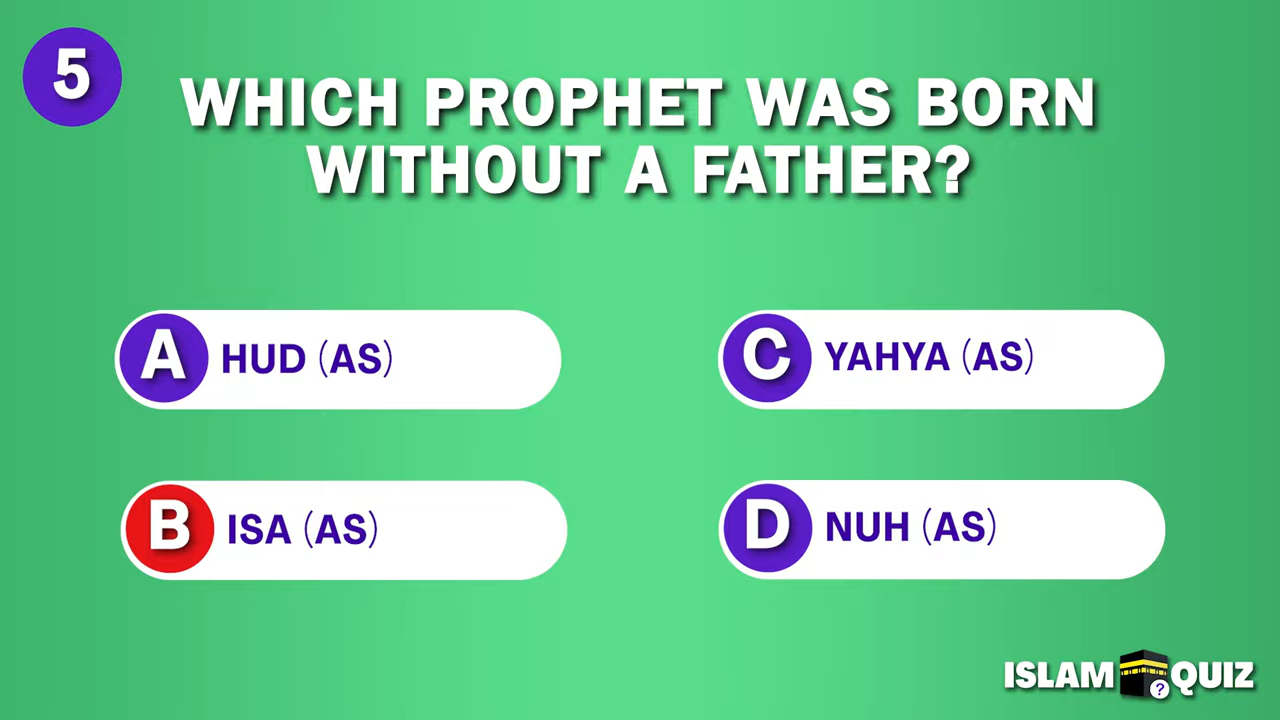 5
WHICH PROPHET WAS BORN
WITHOUT A FATHER?
A HUD (AS)
B ISA (AS)
C YAHYA (AS)
D NUH (AS)
ISLAM ? QUIZ